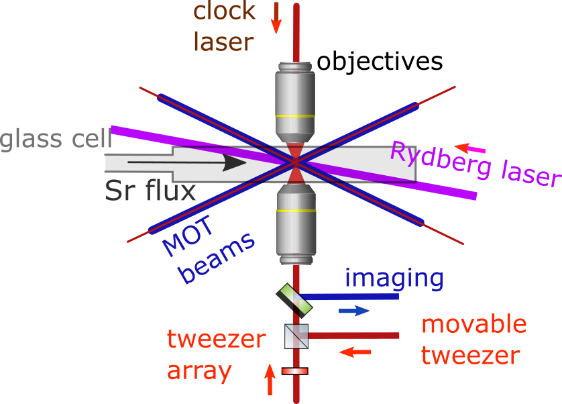 clock
laser
objectives
glass cell
Rydberg laser
Sr flux
MOT
beams
imaging
tweezer
array
movable
tweezer